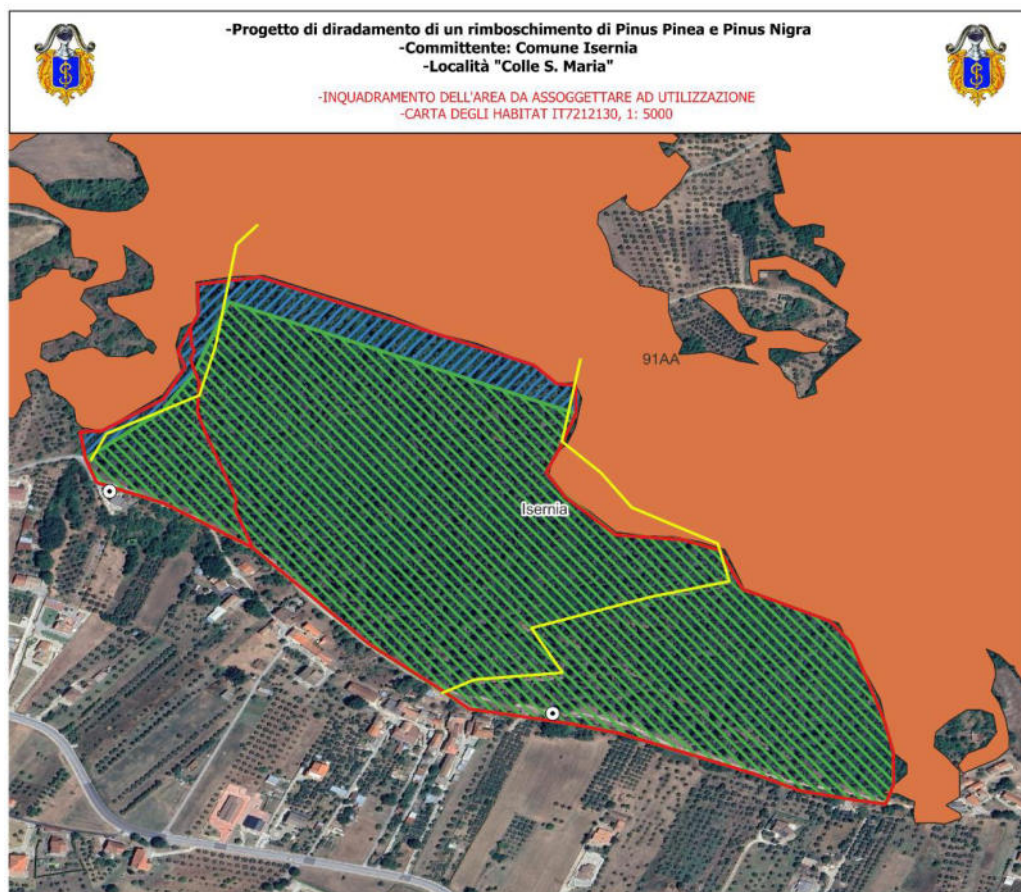 -Progetto di diradamento di un rimboschimento di Pinus Pinea e Pinus Nigra
-Committente: Comune Isernia
-Località "Colle S. Maria"
-INQUADRAMENTO DELL'AREA DA ASSOGGETTARE AD UTILIZZAZIONE
-CARTA DEGLI HABITAT IT7212130, 1: 5000
91AA
Isernia